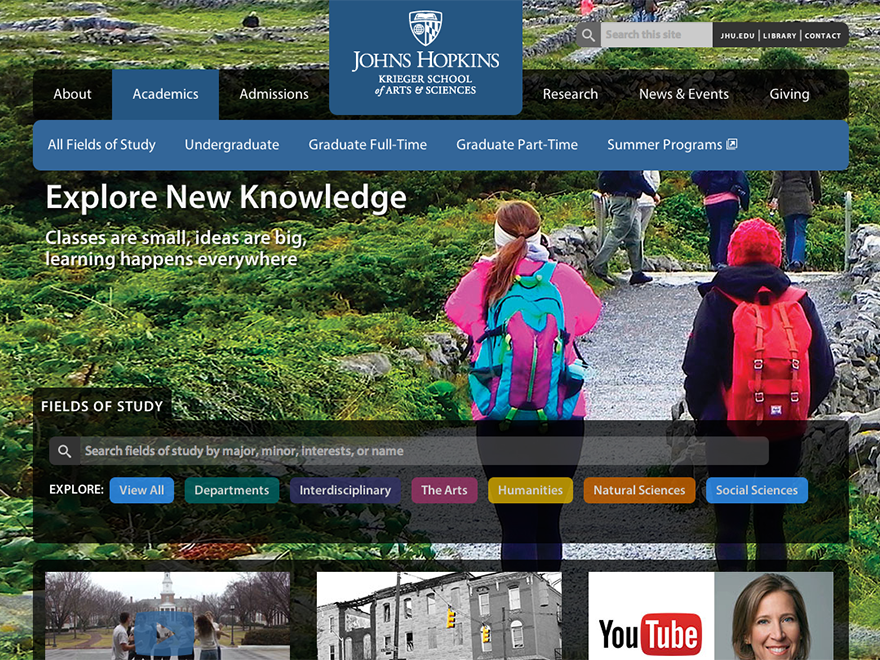 JOHNS HOPKINS
KRIEGER SCHOOL
of ARTS & SCIENCES
Search this site
JHU.EDU | LIBRARY | CONTACT
About
Academics
Admissions
Research
News & Events
Giving
All Fields of Study
Undergraduate
Graduate Full-Time
Graduate Part-Time
Summer Programs
Explore New Knowledge
Classes are small, ideas are big,
learning happens everywhere
FIELDS OF STUDY
Search fields of study by major, minor, interests, or name
EXPLORE:
View All
Departments
Interdisciplinary
The Arts
Humanities
Natural Sciences
Social Sciences
YouTube